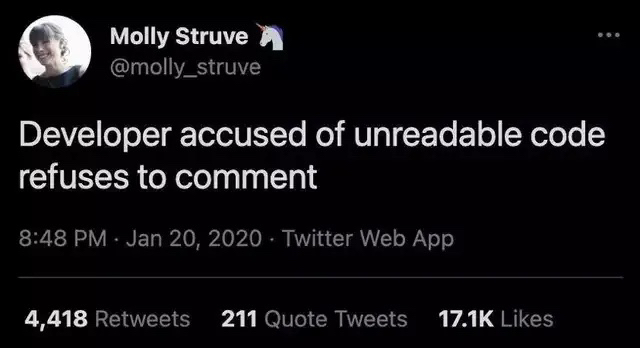 Molly Struve 🦄
@molly_struve
Developer accused of unreadable code
refuses to comment
8:48 PM · Jan 20, 2020 · Twitter Web App
4,418 Retweets 211 Quote Tweets 17.1K Likes